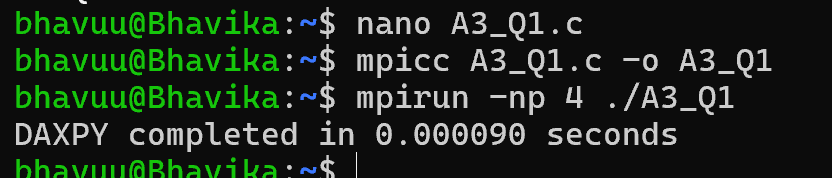 bhavuu@Bhavika:~$ nano A3_Q1.c
bhavuu@Bhavika:~$ mpicc A3_Q1.c -o A3_Q1
bhavuu@Bhavika:~$ mpirun -np 4 ./A3_Q1
DAXPY completed in 0.000090 seconds
bhavuu@Bhavika:~$